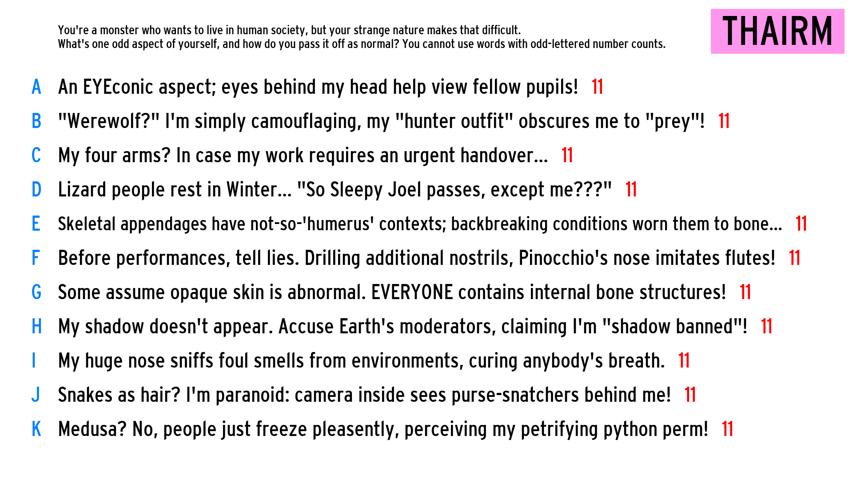 You're a monster who wants to live in human society, but your strange nature makes that difficult.
What's one odd aspect of yourself, and how do you pass it off as normal? You cannot use words with odd-lettered number counts.
THAIRM
A An EYEconic aspect; eyes behind my head help view fellow pupils! 11
B "Werewolf?" I'm simply camouflaging, my "hunter outfit" obscures me to "prey"! 11
C My four arms? In case my work requires an urgent handover... 11
D Lizard people rest in Winter... "So Sleepy Joel passes, except me???" 11
E Skeletal appendages have not-so-'humerus' contexts; backbreaking conditions worn them to bone... 11
F Before performances, tell lies. Drilling additional nostrils, Pinocchio's nose imitates flutes! 11
G Some assume opaque skin is abnormal. EVERYONE contains internal bone structures! 11
H My shadow doesn't appear. Accuse Earth's moderators, claiming I'm "shadow banned"! 11
I My huge nose sniffs foul smells from environments, curing anybody's breath. 11
J Snakes as hair? I'm paranoid: camera inside sees purse-snatchers behind me! 11
K Medusa? No, people just freeze pleasently, perceiving my petrifying python perm! 11